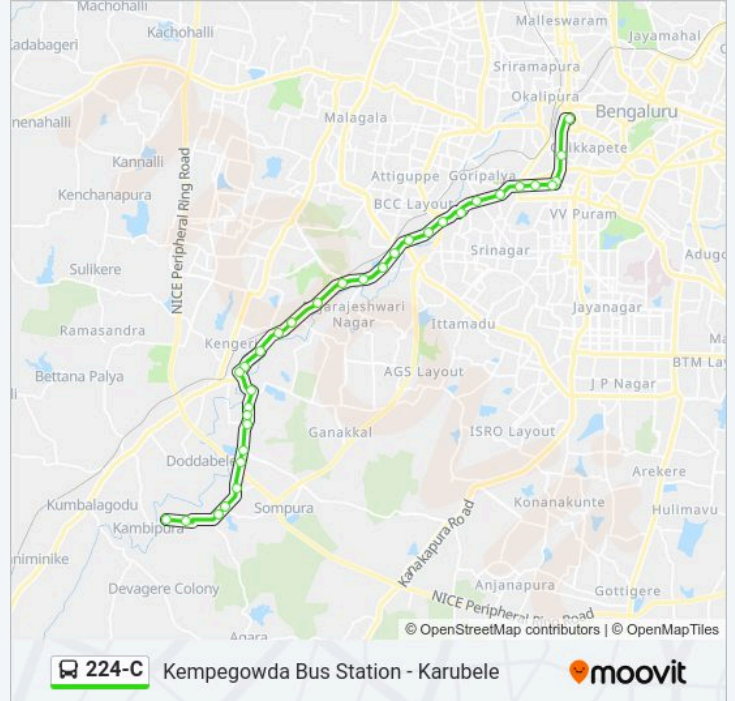 Machohalli
Malleswaram
Kadabageri
Kachohalli
Jayamahal
Sriramapura
Okalipura
Bengaluru
nenahalli
Malagala
Chikkapete
Kannalli
Attiguppe
Goripalya
Kenchanapura
BCC Layout
VV Puram
NICE Peripheral Ring Road
Srinagar
Adugo
Sulikere
Jayanagar
Rajarajeshwari
Nagar
Ittamadu
Ramasandra
Kengeri
BTM Lay
Bettana Palya
AGS Layout
J P Nagar
Ganakkal
ISRO Layout
Doddabele
Arekere
Kumbalagodu
Sompura
Konanakunte
Hulimavu
Kambipura
Kanakapura Road
niminike
Devagere Colony
Anjanapura
Gottigere
NICE Peripheral Ring Road
Agara
© OpenStreetMap contributors | © OpenMapTiles
224-C Kempegowda Bus Station - Karubele
moovit